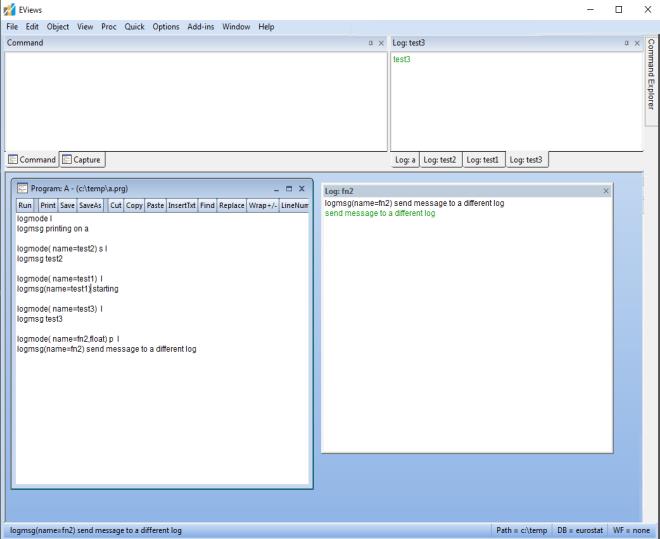 EViews
File Edit Object View Proc Quick Options Add-ins Window Help
Command
Log: test3
test3
Command Explorer
Command Capture
Log: a Log: test2 Log: test1 Log: test3
Program: A - (c:\temp\a.prg)
Run Print Save SaveAs Cut Copy Paste InsertTxt Find Replace Wrap+/- LineNum
logmode l
logmsg printing on a
logmode( name=test2) s l
logmsg test2
logmode( name=test1) l
logmsg(name=test1) starting
logmode( name=test3) l
logmsg test3
logmode( name=fn2,float) p l
logmsg(name=fn2) send message to a different log
Log: fn2
logmsg(name=fn2) send message to a different log
send message to a different log
logmsg(name=fn2) send message to a different log
Path = c:\temp DB = eurostat WF = none